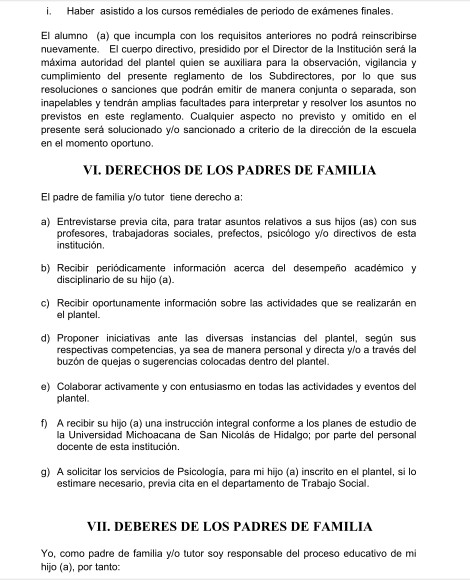 i. Haber asistido a los cursos remédiales de periodo de exámenes finales.
El alumno (a) que incumpla con los requisitos anteriores no podrá reinscribirse
nuevamente. El cuerpo directivo, presidido por el Director de la Institución será la
máxima autoridad del plantel quien se auxiliara para la observación, vigilancia y
cumplimiento del presente reglamento de los Subdirectores, por lo que sus
resoluciones o sanciones que podrán emitir de manera conjunta o separada, son
inapelables y tendrán amplias facultades para interpretar y resolver los asuntos no
previstos en este reglamento. Cualquier aspecto no previsto y omitido en el
presente será solucionado y/o sancionado a criterio de la dirección de la escuela
en el momento oportuno.
VI. DERECHOS DE LOS PADRES DE FAMILIA
El padre de familia y/o tutor tiene derecho a:
a) Entrevistarse previa cita, para tratar asuntos relativos a sus hijos (as) con sus
profesores, trabajadoras sociales, prefectos, psicólogo y/o directivos de esta
institución.
b) Recibir periódicamente información acerca del desempeño académico y
disciplinario de su hijo (a).
c) Recibir oportunamente información sobre las actividades que se realizarán en
el plantel.
d) Proponer iniciativas ante las diversas instancias del plantel, según sus
respectivas competencias, ya sea de manera personal y directa y/o a través del
buzón de quejas o sugerencias colocadas dentro del plantel.
e) Colaborar activamente y con entusiasmo en todas las actividades y eventos del
plantel.
f) A recibir su hijo (a) una instrucción integral conforme a los planes de estudio de
la Universidad Michoacana de San Nicolás de Hidalgo; por parte del personal
docente de esta institución.
g) A solicitar los servicios de Psicología, para mi hijo (a) inscrito en el plantel, si lo
estimare necesario, previa cita en el departamento de Trabajo Social.
VII. DEBERES DE LOS PADRES DE FAMILIA
Yo, como padre de familia y/o tutor soy responsable del proceso educativo de mi
hijo (a), por tanto: